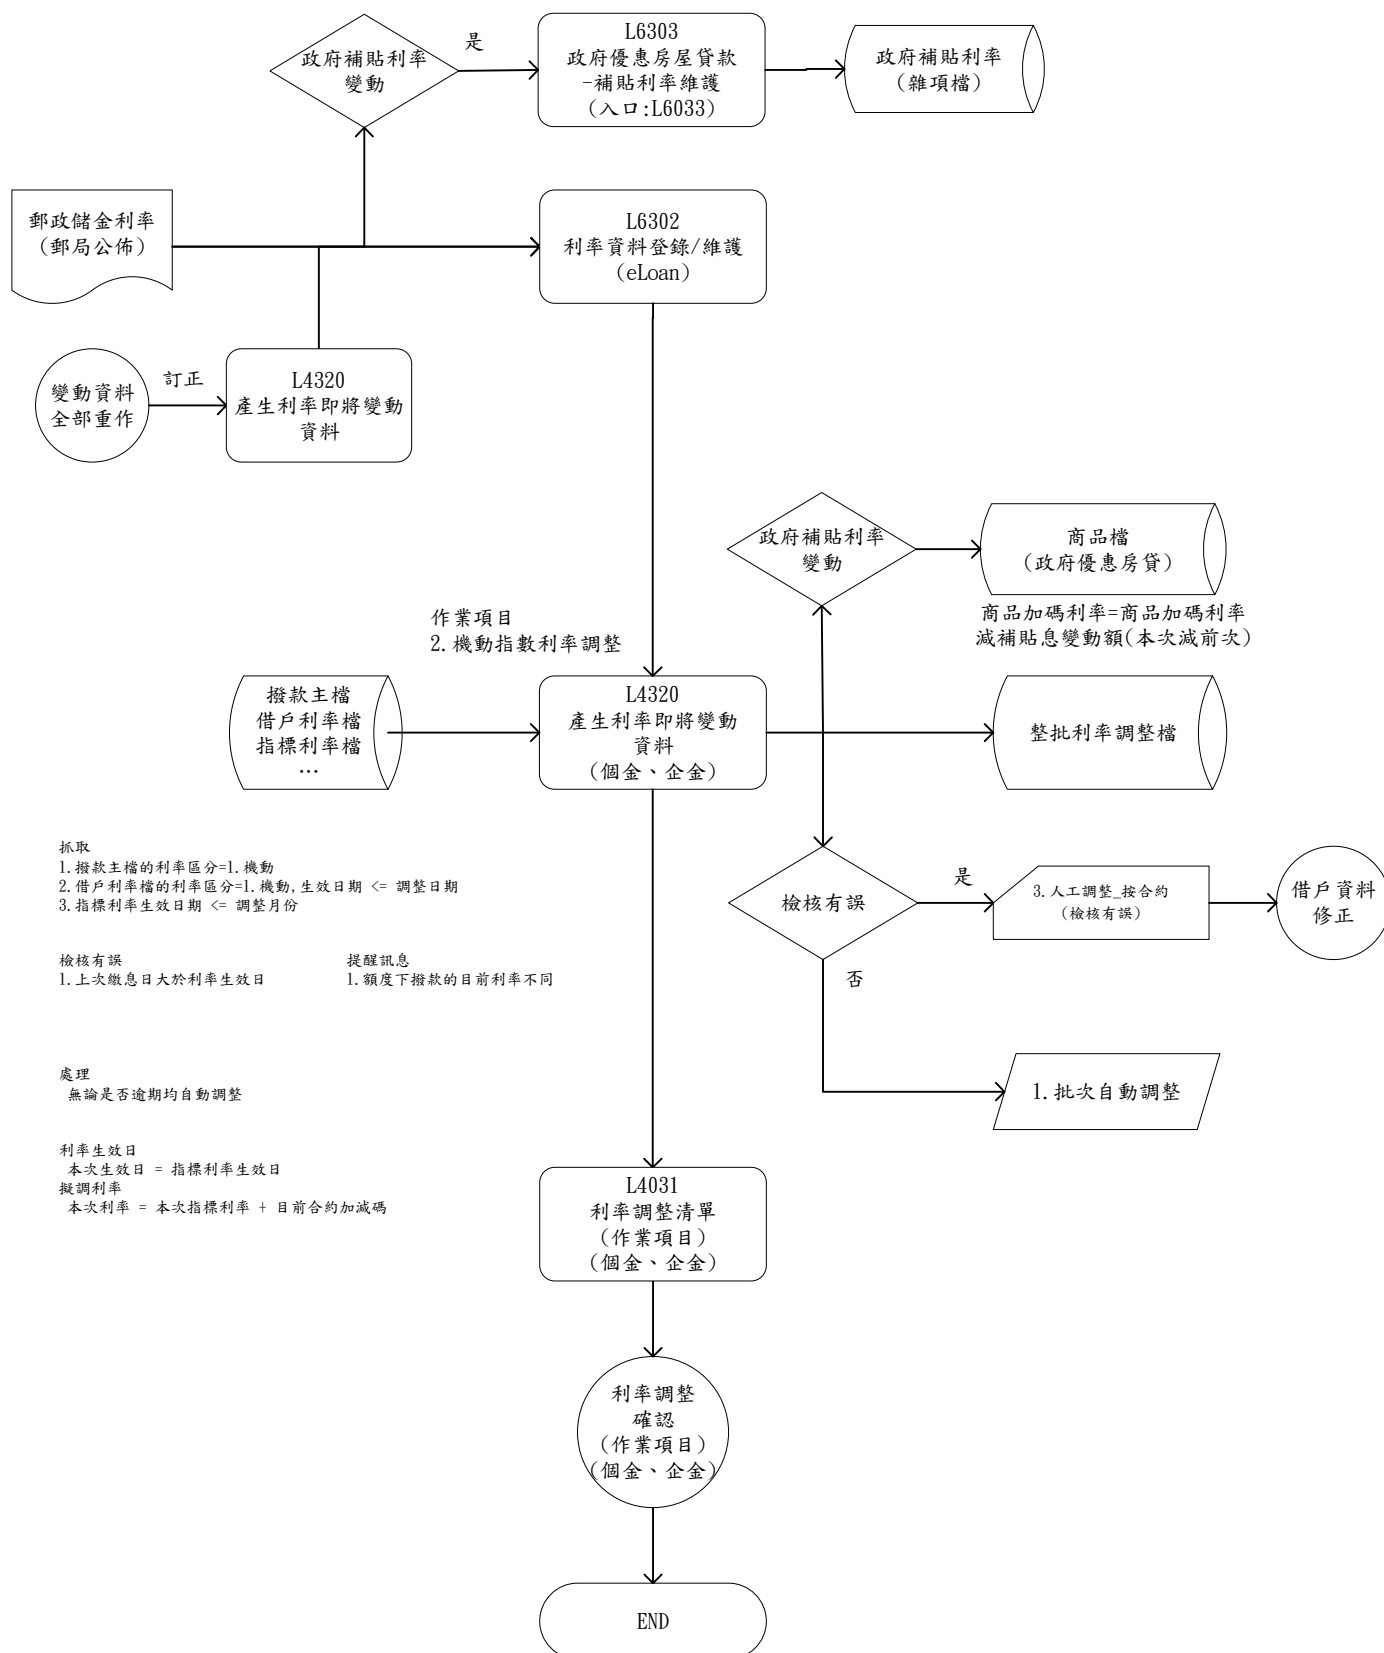 政府補貼利率
變動
是
L6303
政府優惠房屋貸款
-補貼利率維護
(入口:L6033)
政府補貼利率
(雜項檔)
郵政儲金利率
(郵局公佈)
L6302
利率資料登錄/維護
(eLoan)
變動資料
全部重作
訂正
L4320
產生利率即將變動
資料
政府補貼利率
變動
商品檔
(政府優惠房貸)
商品加碼利率=商品加碼利率
減補貼息變動額(本次減前次)
作業項目
2.機動指數利率調整
撥款主檔
借戶利率檔
指標利率檔
...
L4320
產生利率即將變動
資料
(個金、企金)
整批利率調整檔
抓取
1.撥款主檔的利率區分=1.機動
2.借戶利率檔的利率區分=1.機動,生效日期 <= 調整日期
3.指標利率生效日期 <= 調整月份
檢核有誤
是
3.人工調整_按合約
(檢核有誤)
借戶資料
修正
檢核有誤
1.上次繳息日大於利率生效日
提醒訊息
1.額度下撥款的目前利率不同
否
處理
無論是否逾期均自動調整
1.批次自動調整
利率生效日
本次生效日 = 指標利率生效日
擬調利率
本次利率 = 本次指標利率 + 目前合約加減碼
L4031
利率調整清單
(作業項目)
(個金、企金)
利率調整
確認
(作業項目)
(個金、企金)
END